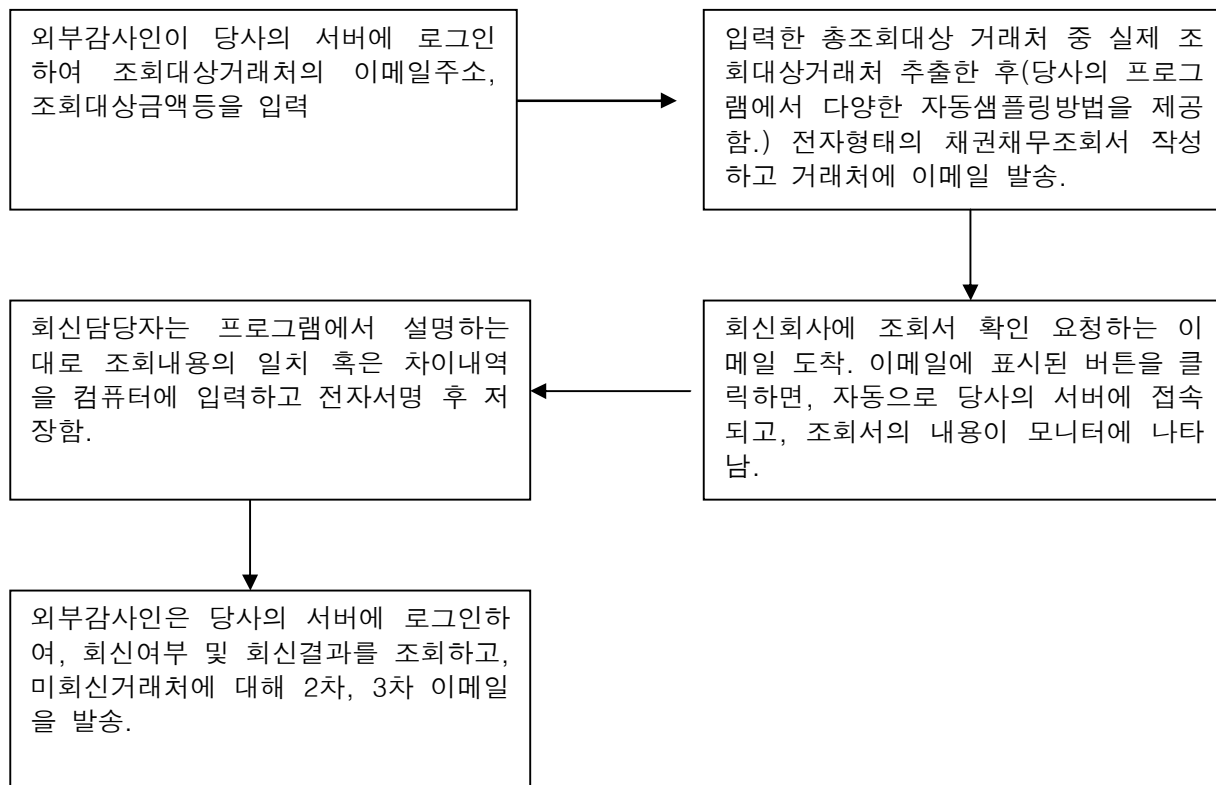 외부감사인이 당사의 서버에 로그인
하여 조회대상거래처의 이메일주소,
조회대상금액등을 입력
입력한 총조회대상 거래처 중 실제 조
회대상거래처 추출한 후(당사의 프로그
램에서 다양한 자동샘플링방법을 제공
함.) 전자형태의 채권채무조회서 작성
하고 거래처에 이메일 발송.
회신회사에 조회서 확인 요청하는 이
메일 도착. 이메일에 표시된 버튼을 클
릭하면, 자동으로 당사의 서버에 접속
되고, 조회서의 내용이 모니터에 나타
남.
회신담당자는 프로그램에서 설명하는
대로 조회내용의 일치 혹은 차이내역
을 컴퓨터에 입력하고 전자서명 후 저
장함.
외부감사인은 당사의 서버에 로그인하
여, 회신여부 및 회신결과를 조회하고,
미회신거래처에 대해 2차, 3차 이메일
을 발송.